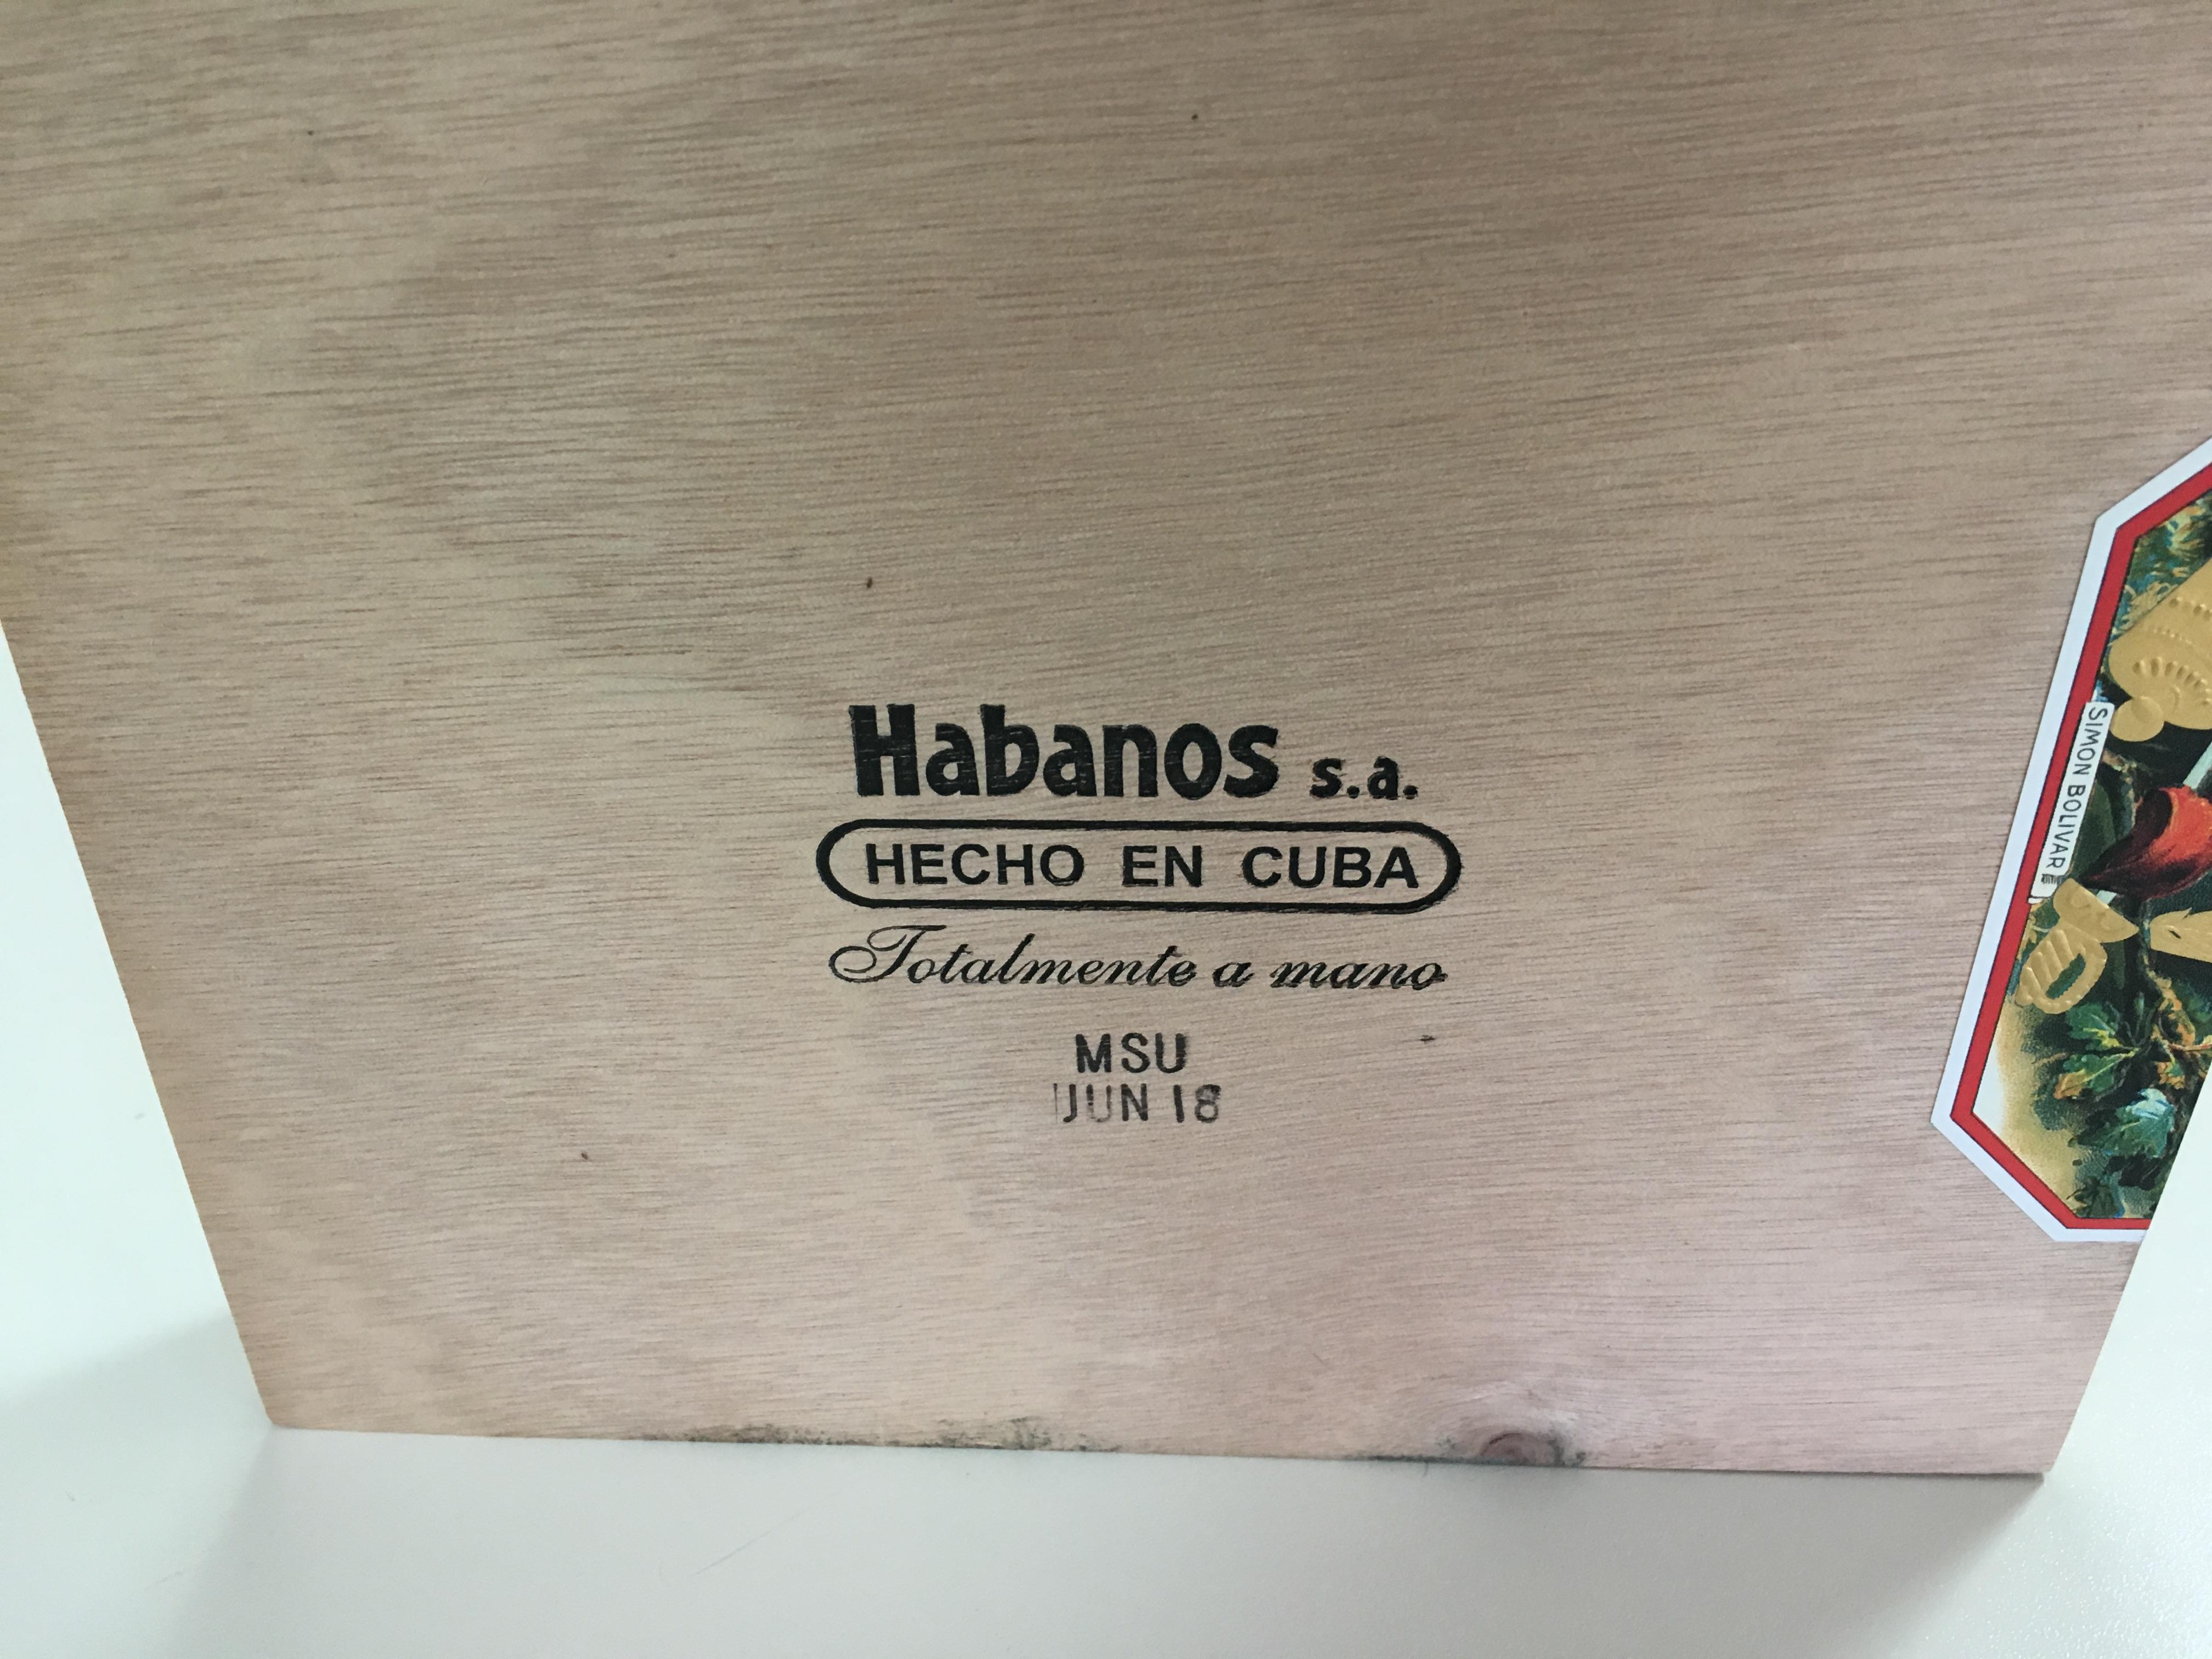 Habanos s.a.
HECHO EN CUBA
Totalmente a mano
MSU
JUN 18
SIMON BOLIVAR